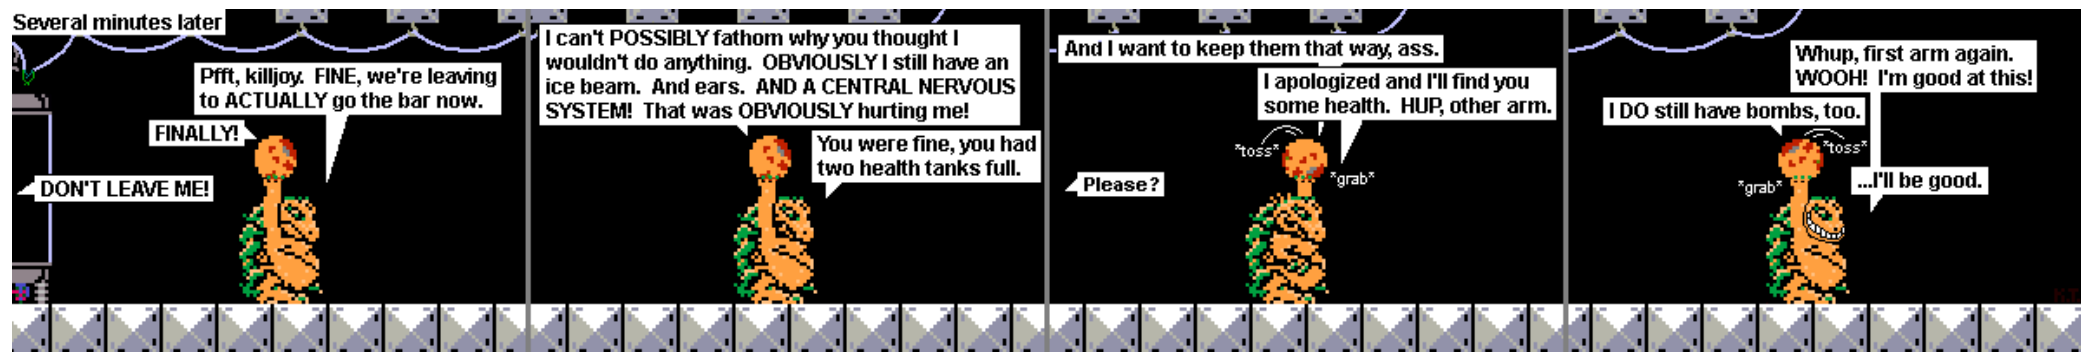 Several minutes later
Pfft, killjoy. FINE, we're leaving
to ACTUALLY go the bar now.
FINALLY!
DON'T LEAVE ME!
I can't POSSIBLY fathom why you thought I
wouldn't do anything. OBVIOUSLY I still have an
ice beam. And ears. AND A CENTRAL NERVOUS
SYSTEM! That was OBVIOUSLY hurting me!
You were fine, you had
two health tanks full.
And I want to keep them that way, ass.
I apologized and I'll find you
some health. HUP, other arm.
*toss*
*grab*
Please?
Whup, first arm again.
WOOH! I'm good at this!
I DO still have bombs, too.
*toss*
*grab*
...I'll be good.